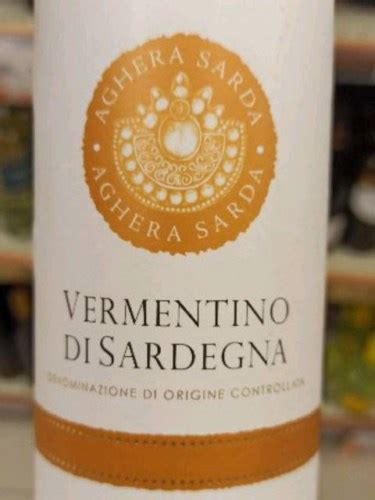 · AGHERA SARDA ·
AGHERA SARDA
VERMENTINO
DI SARDEGNA
DENOMINAZIONE DI ORIGINE CONTROLLATA